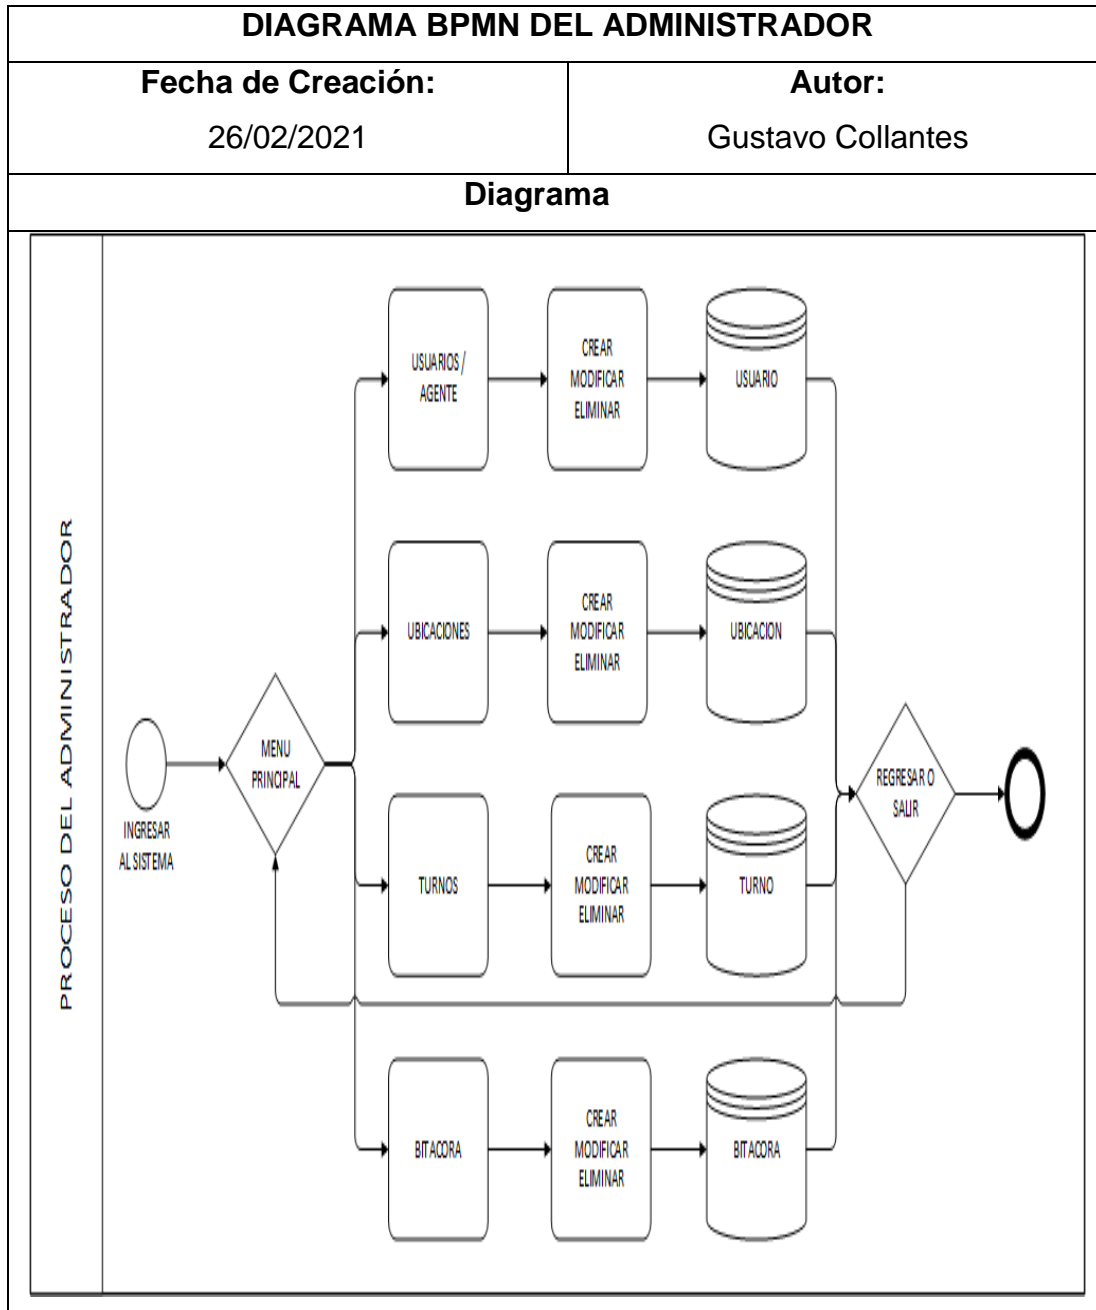 DIAGRAMA BPMN DEL ADMINISTRADOR
Fecha de Creación:
26/02/2021
Autor:
Gustavo Collantes
Diagrama
PROCESO DEL ADMINISTRADOR
INGRESAR
AL SISTEMA
MENU
PRINCIPAL
USUARIOS /
AGENTE
CREAR
MODIFICAR
ELIMINAR
USUARIO
UBICACIONES
CREAR
MODIFICAR
ELIMINAR
UBICACION
TURNOS
CREAR
MODIFICAR
ELIMINAR
TURNO
BITACORA
CREAR
MODIFICAR
ELIMINAR
BITACORA
REGRESAR O
SALIR